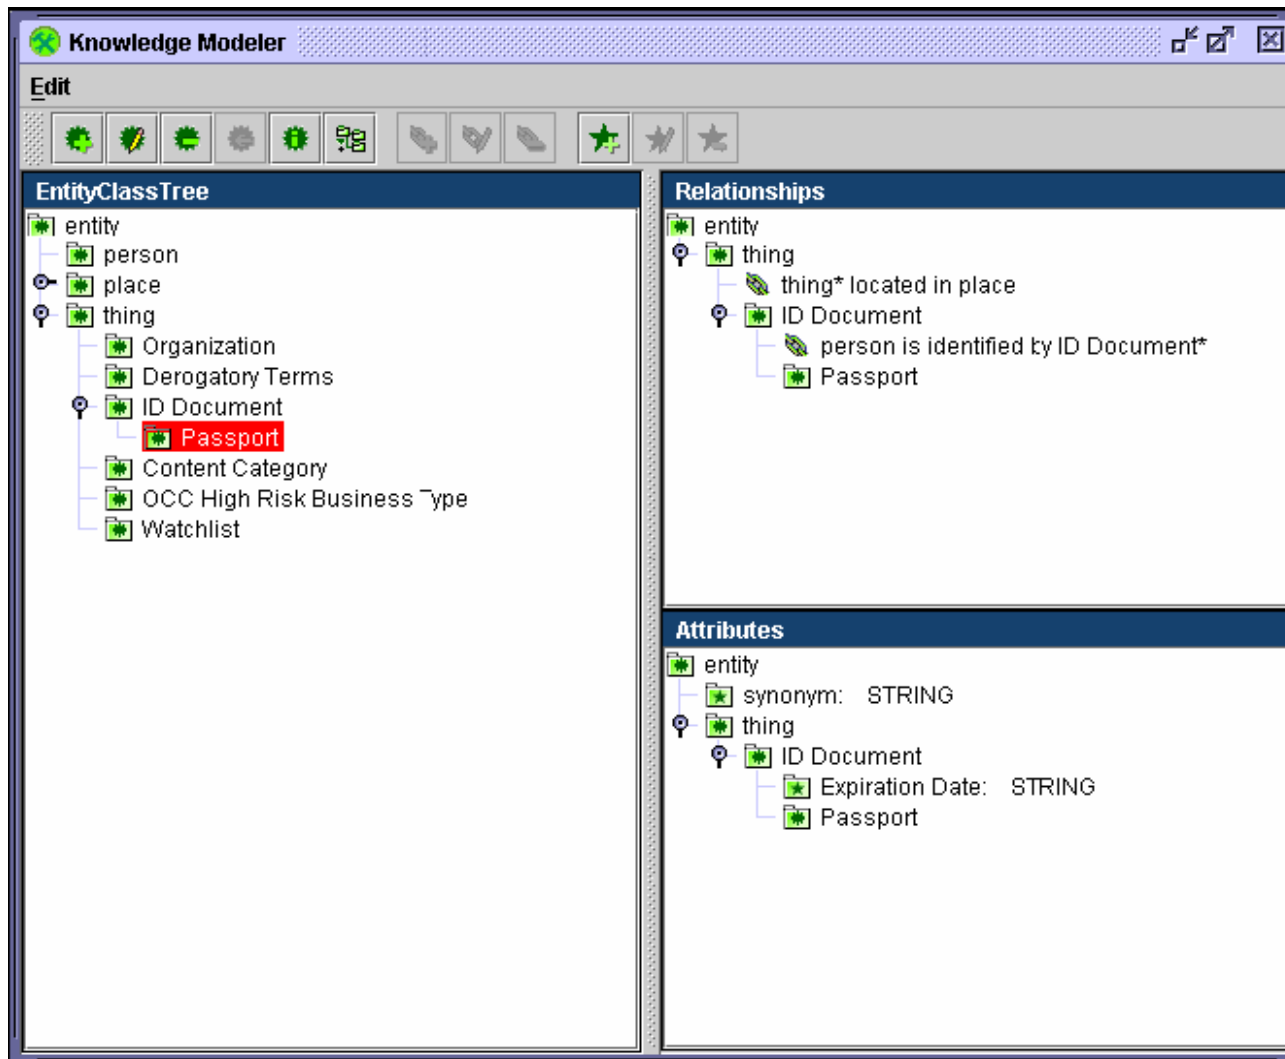 Knowledge Modeler
Edit
EntityClassTree
entity
person
place
thing
Organization
Derogatory Terms
ID Document
Passport
Content Category
OCC High Risk Business Type
Watchlist
Relationships
entity
thing
thing* located in place
ID Document
person is identified by ID Document*
Passport
Attributes
entity
synonym: STRING
thing
ID Document
Expiration Date: STRING
Passport